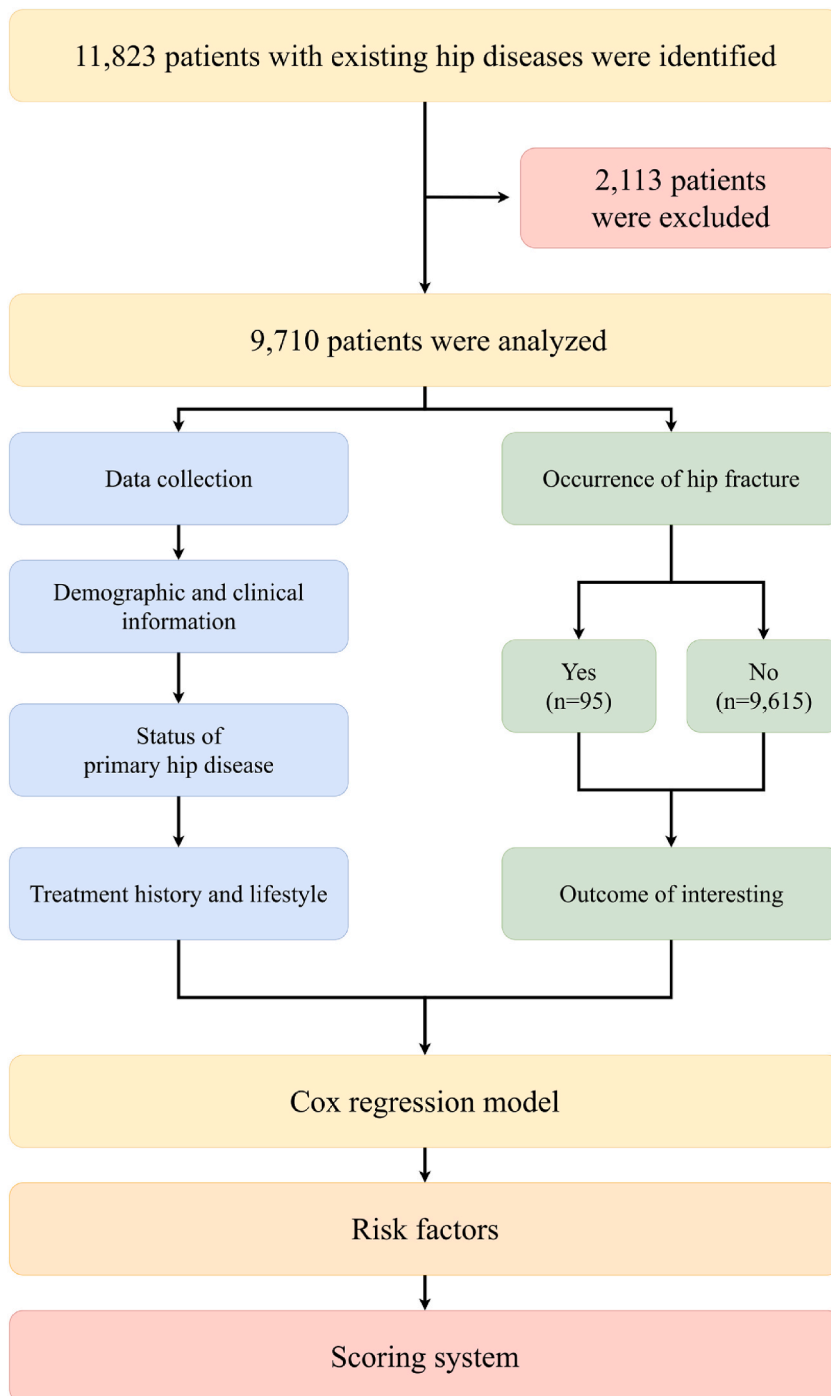 11,823 patients with existing hip diseases were identified
2,113 patients
were excluded
9,710 patients were analyzed
Data collection
Occurrence of hip fracture
Demographic and clinical
information
Yes
(n=95)
No
(n=9,615)
Status of
primary hip disease
Treatment history and lifestyle
Outcome of interesting
Cox regression model
Risk factors
Scoring system